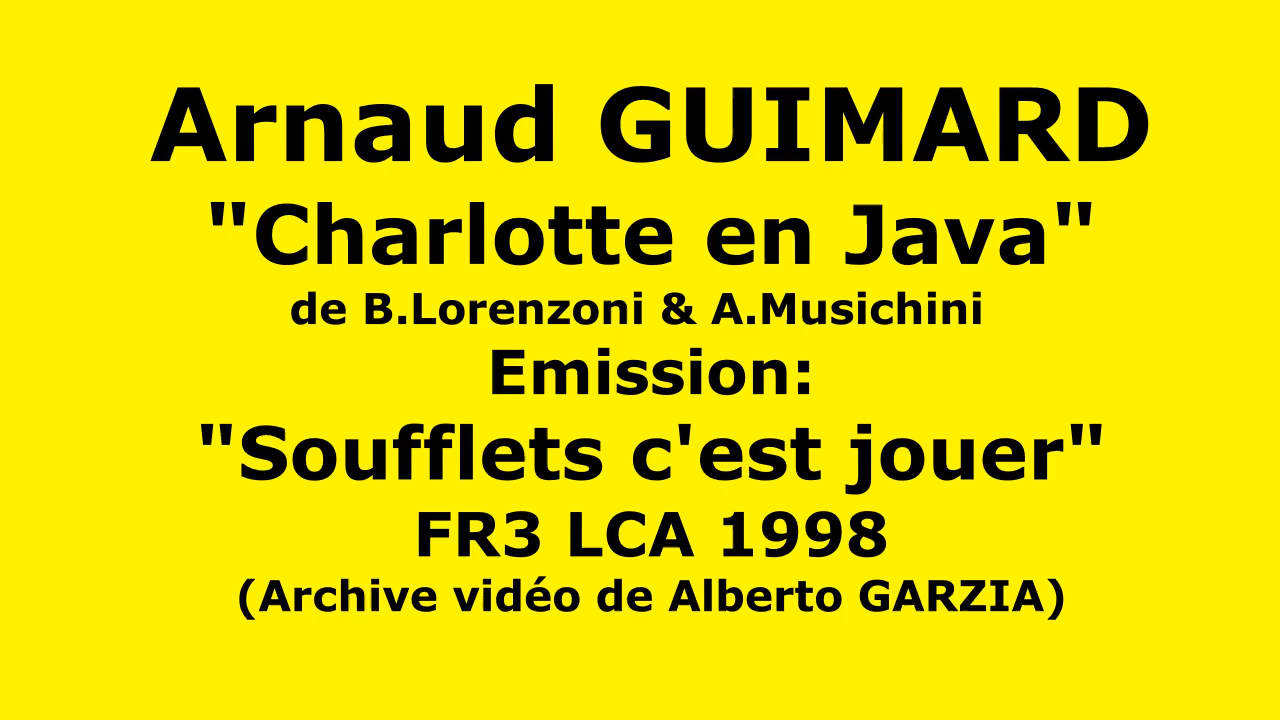 Arnaud GUIMARD
"Charlotte en Java"
de B.Lorenzoni & A.Musichini
Emission:
"Soufflets c'est jouer"
FR3 LCA 1998
(Archive vidéo de Alberto GARZIA)